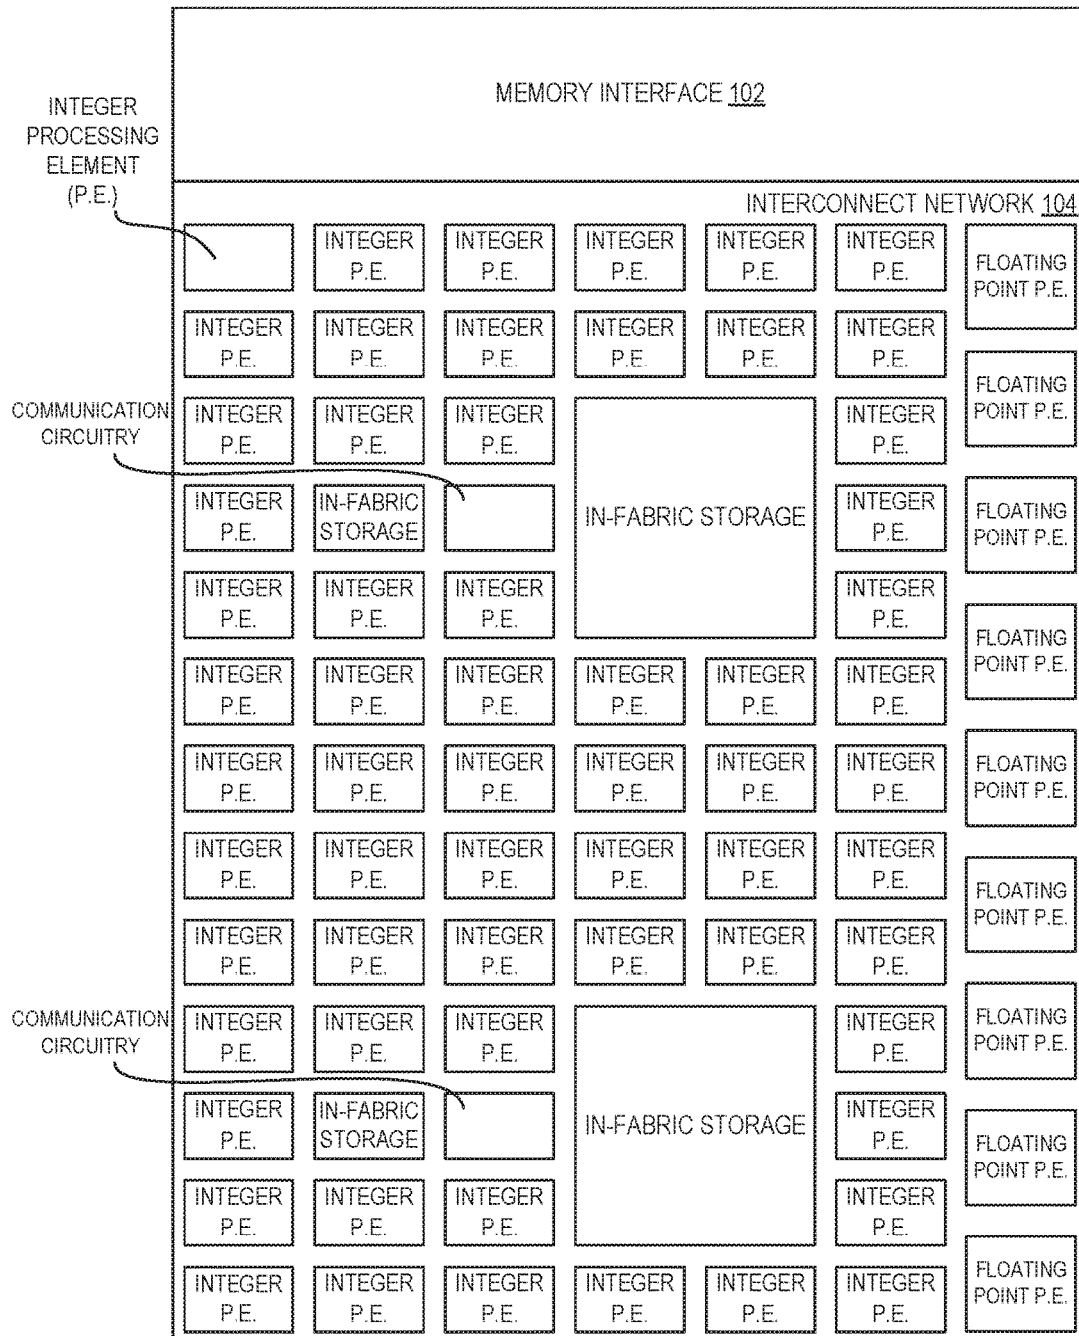 MEMORY INTERFACE 102
INTEGER
PROCESSING
ELEMENT
(P.E.)
INTERCONNECT NETWORK 104
INTEGER
P.E.
INTEGER
P.E.
INTEGER
P.E.
INTEGER
P.E.
INTEGER
P.E.
FLOATING
POINT P.E.
INTEGER
P.E.
INTEGER
P.E.
INTEGER
P.E.
INTEGER
P.E.
INTEGER
P.E.
INTEGER
P.E.
FLOATING
POINT P.E.
COMMUNICATION
CIRCUITRY
INTEGER
P.E.
INTEGER
P.E.
INTEGER
P.E.
INTEGER
P.E.
INTEGER
P.E.
IN-FABRIC
STORAGE
IN-FABRIC STORAGE
INTEGER
P.E.
FLOATING
POINT P.E.
INTEGER
P.E.
INTEGER
P.E.
INTEGER
P.E.
INTEGER
P.E.
FLOATING
POINT P.E.
INTEGER
P.E.
INTEGER
P.E.
INTEGER
P.E.
INTEGER
P.E.
INTEGER
P.E.
INTEGER
P.E.
INTEGER
P.E.
INTEGER
P.E.
INTEGER
P.E.
INTEGER
P.E.
INTEGER
P.E.
INTEGER
P.E.
FLOATING
POINT P.E.
INTEGER
P.E.
INTEGER
P.E.
INTEGER
P.E.
INTEGER
P.E.
INTEGER
P.E.
INTEGER
P.E.
FLOATING
POINT P.E.
INTEGER
P.E.
INTEGER
P.E.
INTEGER
P.E.
INTEGER
P.E.
INTEGER
P.E.
INTEGER
P.E.
COMMUNICATION
CIRCUITRY
INTEGER
P.E.
INTEGER
P.E.
INTEGER
P.E.
INTEGER
P.E.
FLOATING
POINT P.E.
INTEGER
P.E.
IN-FABRIC
STORAGE
IN-FABRIC STORAGE
INTEGER
P.E.
FLOATING
POINT P.E.
INTEGER
P.E.
INTEGER
P.E.
INTEGER
P.E.
INTEGER
P.E.
INTEGER
P.E.
INTEGER
P.E.
INTEGER
P.E.
INTEGER
P.E.
INTEGER
P.E.
INTEGER
P.E.
FLOATING
POINT P.E.